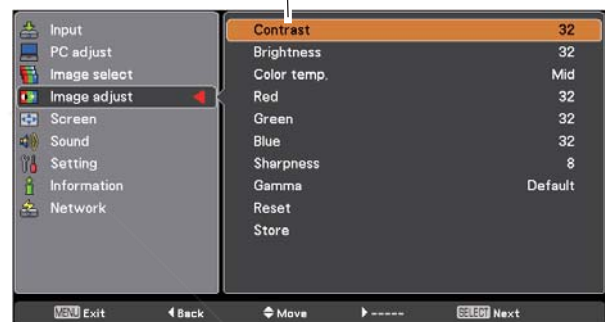 Input
PC adjust
Image select
Image adjust
Screen
Sound
Setting
Information
Network
Contrast 32
Brightness 32
Color temp. Mid
Red 32
Green 32
Blue 32
Sharpness 8
Gamma Default
Reset
Store
MENU Exit Back Move ----- SELECT Next